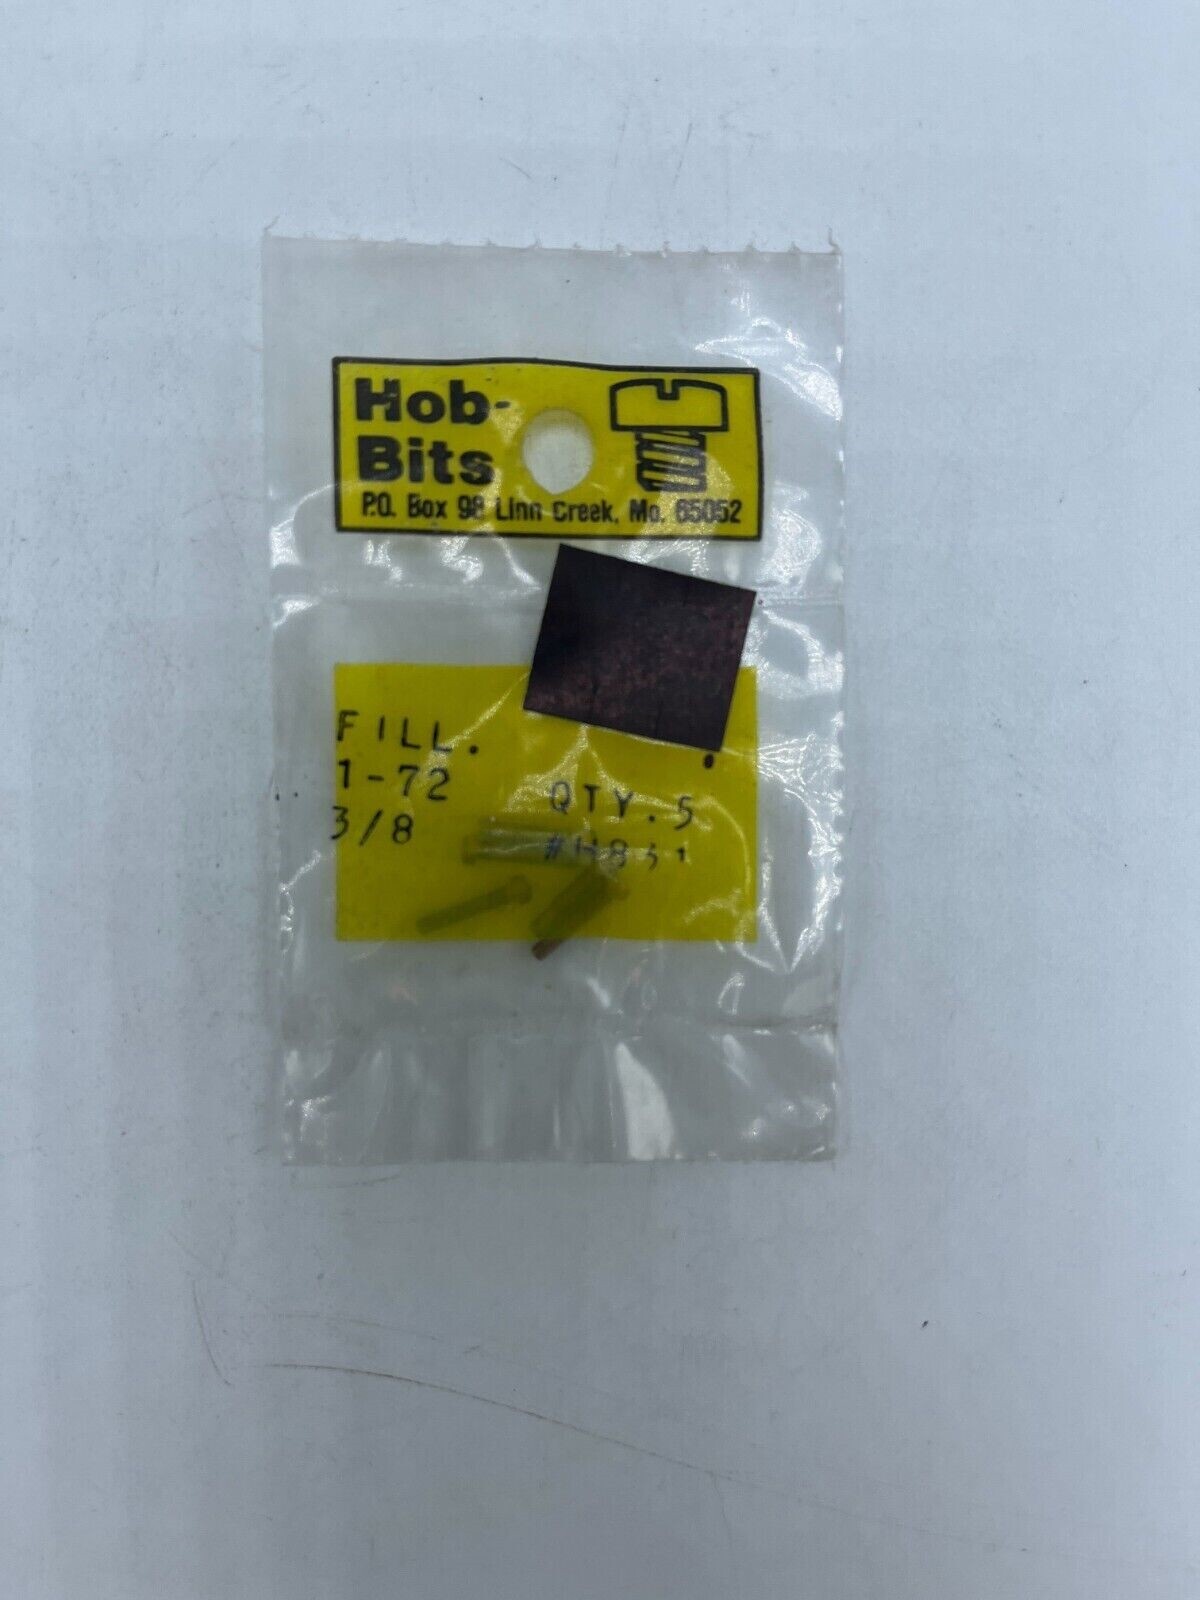 Hob-
Bits
P.O. Box 98 Linn Creek, Mo. 65052
FILL.
1-72
3/8
QTY. 5